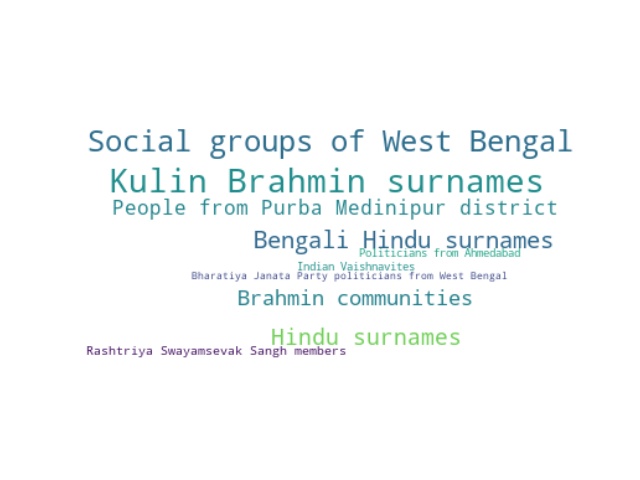 Social groups of West Bengal
Kulin Brahmin surnames
People from Purba Medinipur district
Bengali Hindu surnames
Politicians from Ahmedabad
Indian Vaishnavites
Bharatiya Janata Party politicians from West Bengal
Brahmin communities
Hindu surnames
Rashtriya Swayamsevak Sangh members